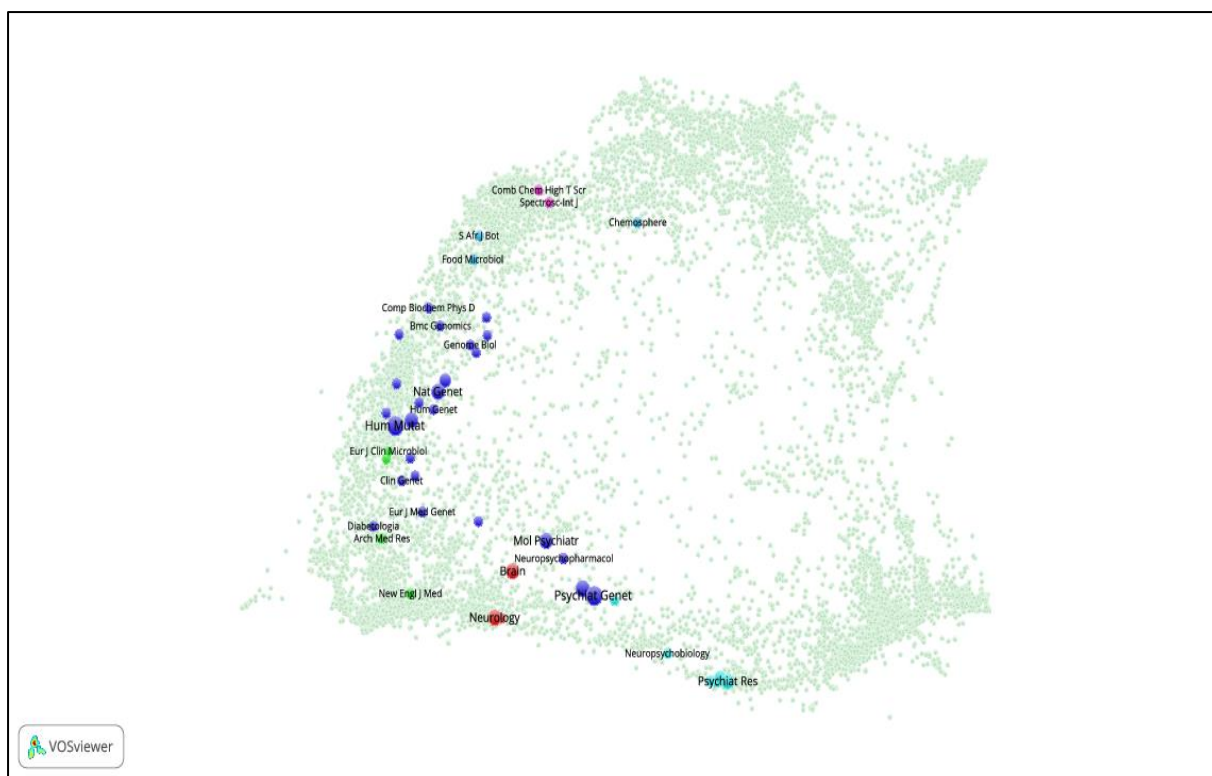 Comb Chem High T Scr
Spectrosc-Int J
Chemosphere
S Afr J Bot
Food Microbiol
Comp Biochem Phys D
Bmc Genomics
Genome Biol
Nat Genet
Hum Genet
Hum Mutat
Eur J Clin Microbiol
Clin Genet
Eur J Med Genet
Diabetologia
Arch Med Res
Mol Psychiatr
Neuropsychopharmacol
Brain
New Engl J Med
Psychiat Genet
Neurology
Neuropsychobiology
Psychiat Res
VOSviewer